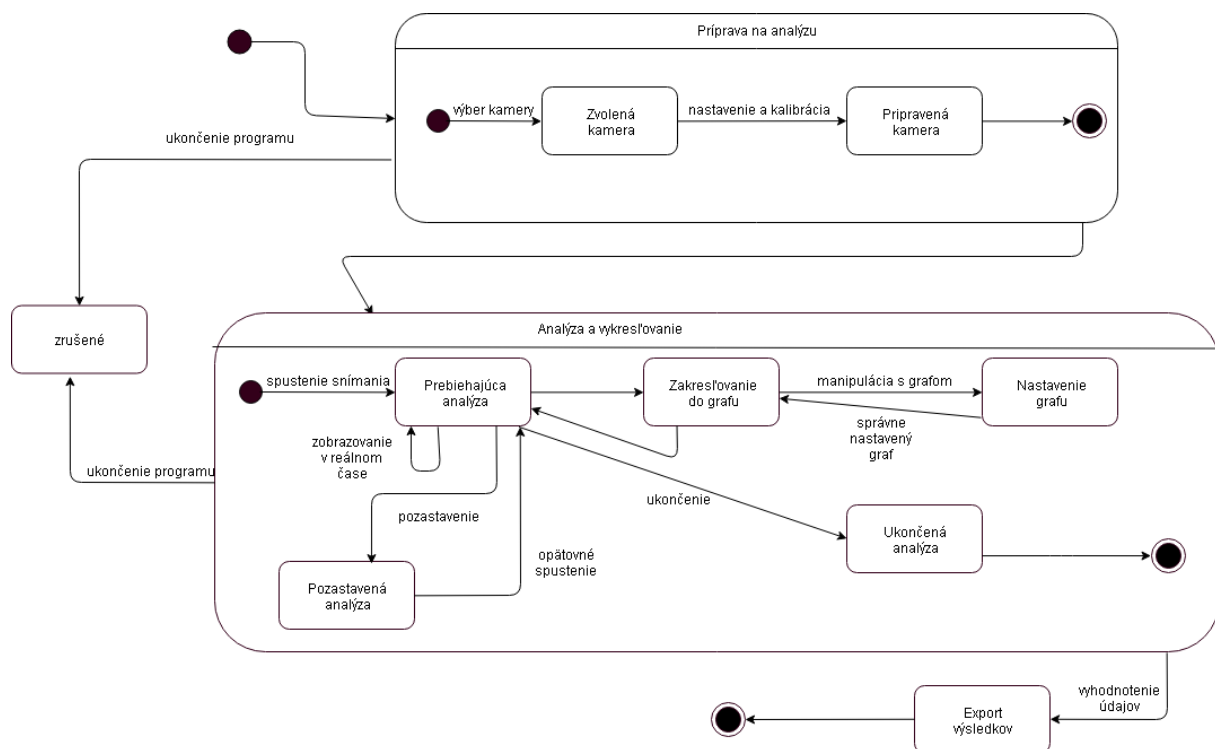 Príprava na analýzu
výber kamery
Zvolená
kamera
nastavenie a kalibrácia
Pripravená
kamera
ukončenie programu
zrušené
Analýza a vykresľovanie
spustenie snímania
Prebiehajúca
analýza
Zakresľovanie
do grafu
manipulácia s grafom
Nastavenie
grafu
správne
nastavený
graf
zobrazovanie
v reálnom
čase
ukončenie programu
ukončenie
pozastavenie
Ukončená
analýza
opätovné
spustenie
Pozastavená
analýza
vyhodnotenie
údajov
Export
výsledkov